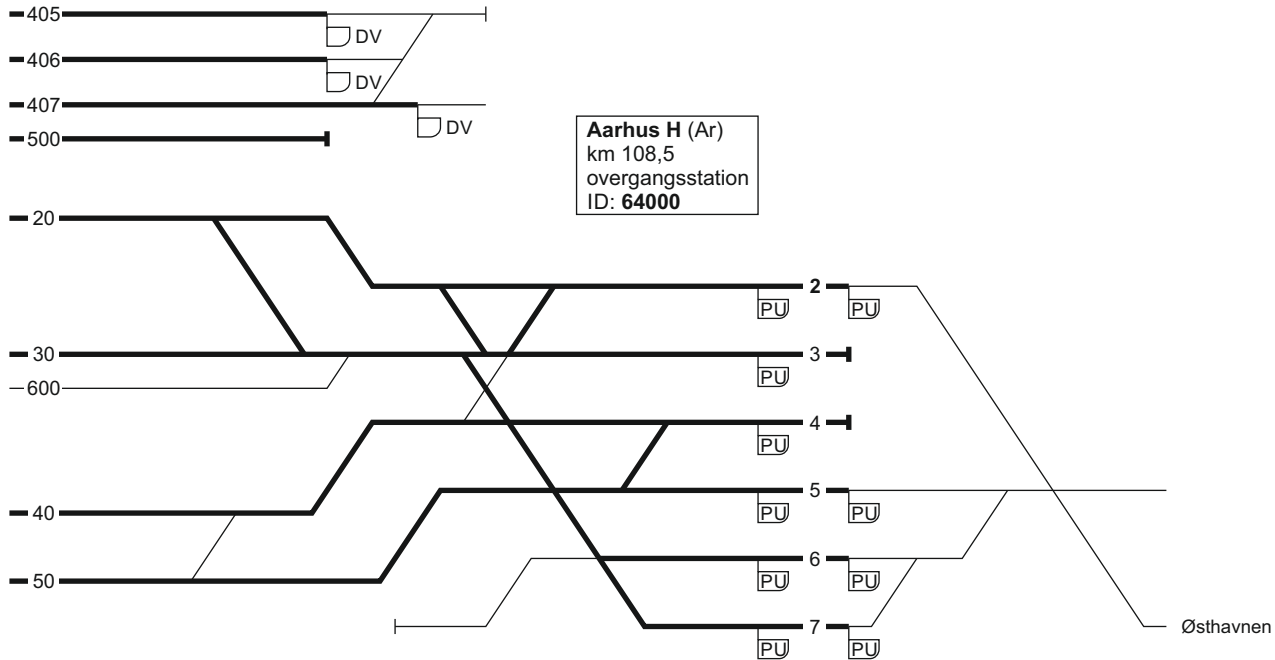 405
DV
406
DV
407
DV
500
Aarhus H (Ar)
km 108,5
overgangsstation
ID: 64000
20
2
PU PU
30
3
600
PU
4
PU
5
40
PU PU
6
50
PU PU
7
Østhavnen
PU PU